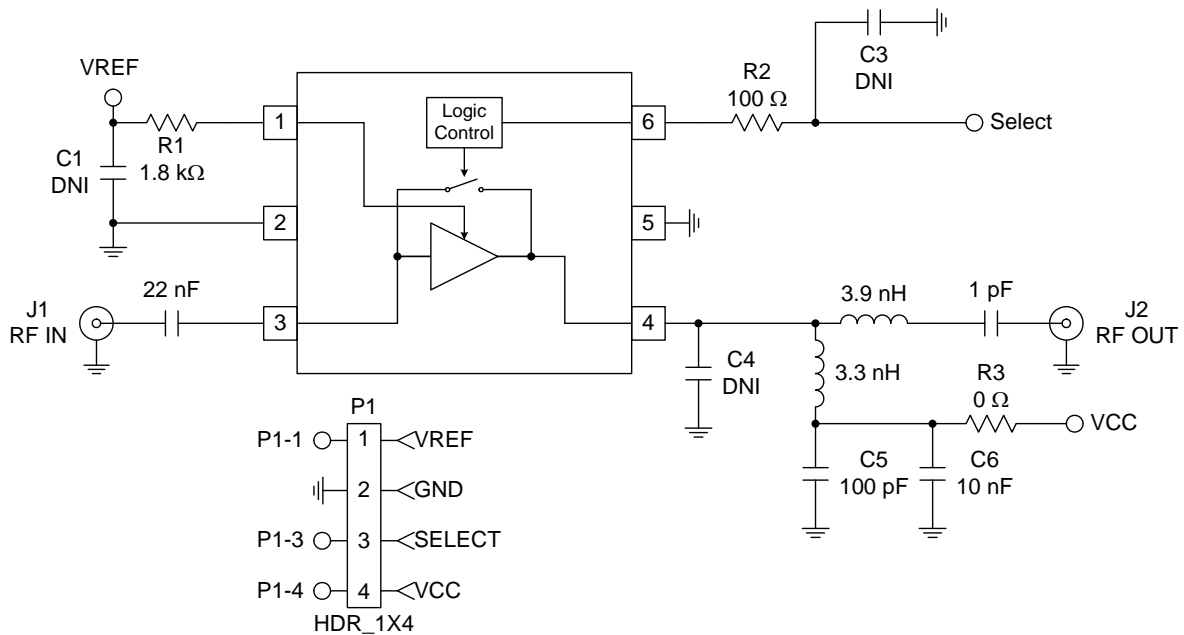 VREF
R1
1.8 kΩ
C1
DNI
J1
RF IN
22 nF
1
2
3
Logic
Control
6
5
4
R2
100 Ω
C3
DNI
Select
C4
DNI
3.9 nH
1 pF
J2
RF OUT
3.3 nH
R3
0 Ω
VCC
C5
100 pF
C6
10 nF
P1
P1-1
1
VREF
2
GND
P1-3
3
SELECT
P1-4
4
VCC
HDR_1X4